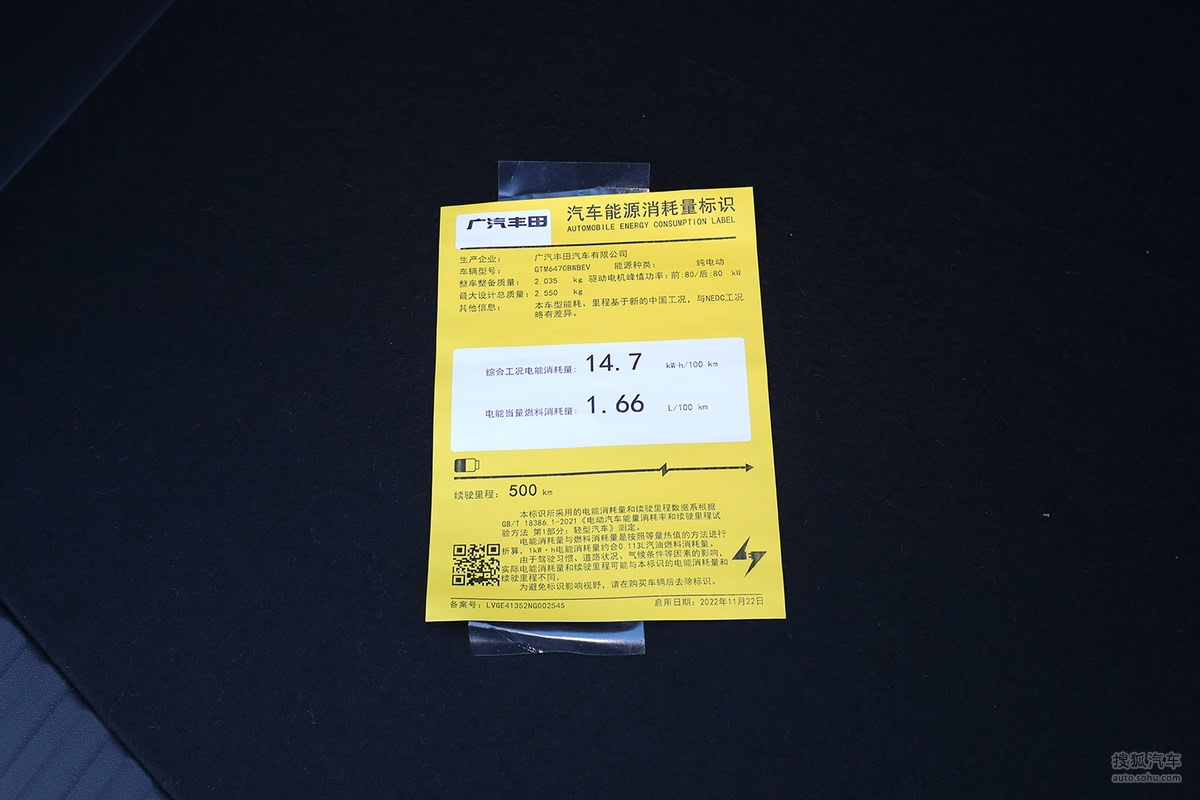 广汽丰田
汽车能源消耗量标识
AUTOMOBILE ENERGY CONSUMPTION LABEL
生产企业: 广汽丰田汽车有限公司
车辆型号: GTM6470BWBEV 能源种类: 纯电动
整车整备质量: 2.035 kg 驱动电机峰值功率:前:80/后:80 kW
最大设计总质量: 2.550 kg
其他信息: 本车型能耗、里程基于新的中国工况,与NEDC工况
略有差异。
综合工况电能消耗量: 14.7 kW·h/100 km
电能当量燃料消耗量: 1.66 L/100 km
续驶里程: 500 km
本标识所采用的电能消耗量和续驶里程数据系根据
GB/T 18386.1-2021《电动汽车能量消耗率和续驶里程试
验方法 第1部分:轻型汽车》测定。
电能消耗量与燃料消耗量是按照等量热值的方法进行
折算,1kW·h电能消耗量约合0.113L汽油燃料消耗量。
由于驾驶习惯、道路状况、气候条件等因素的影响,
实际电能消耗量和续驶里程可能与本标识的电能消耗量和
续驶里程不同。
为避免标识影响视野,请在购买车辆后去除标识。
备案号: LVGE41352NG002545 启用日期: 2022年11月22日
搜狐汽车
auto.sohu.com